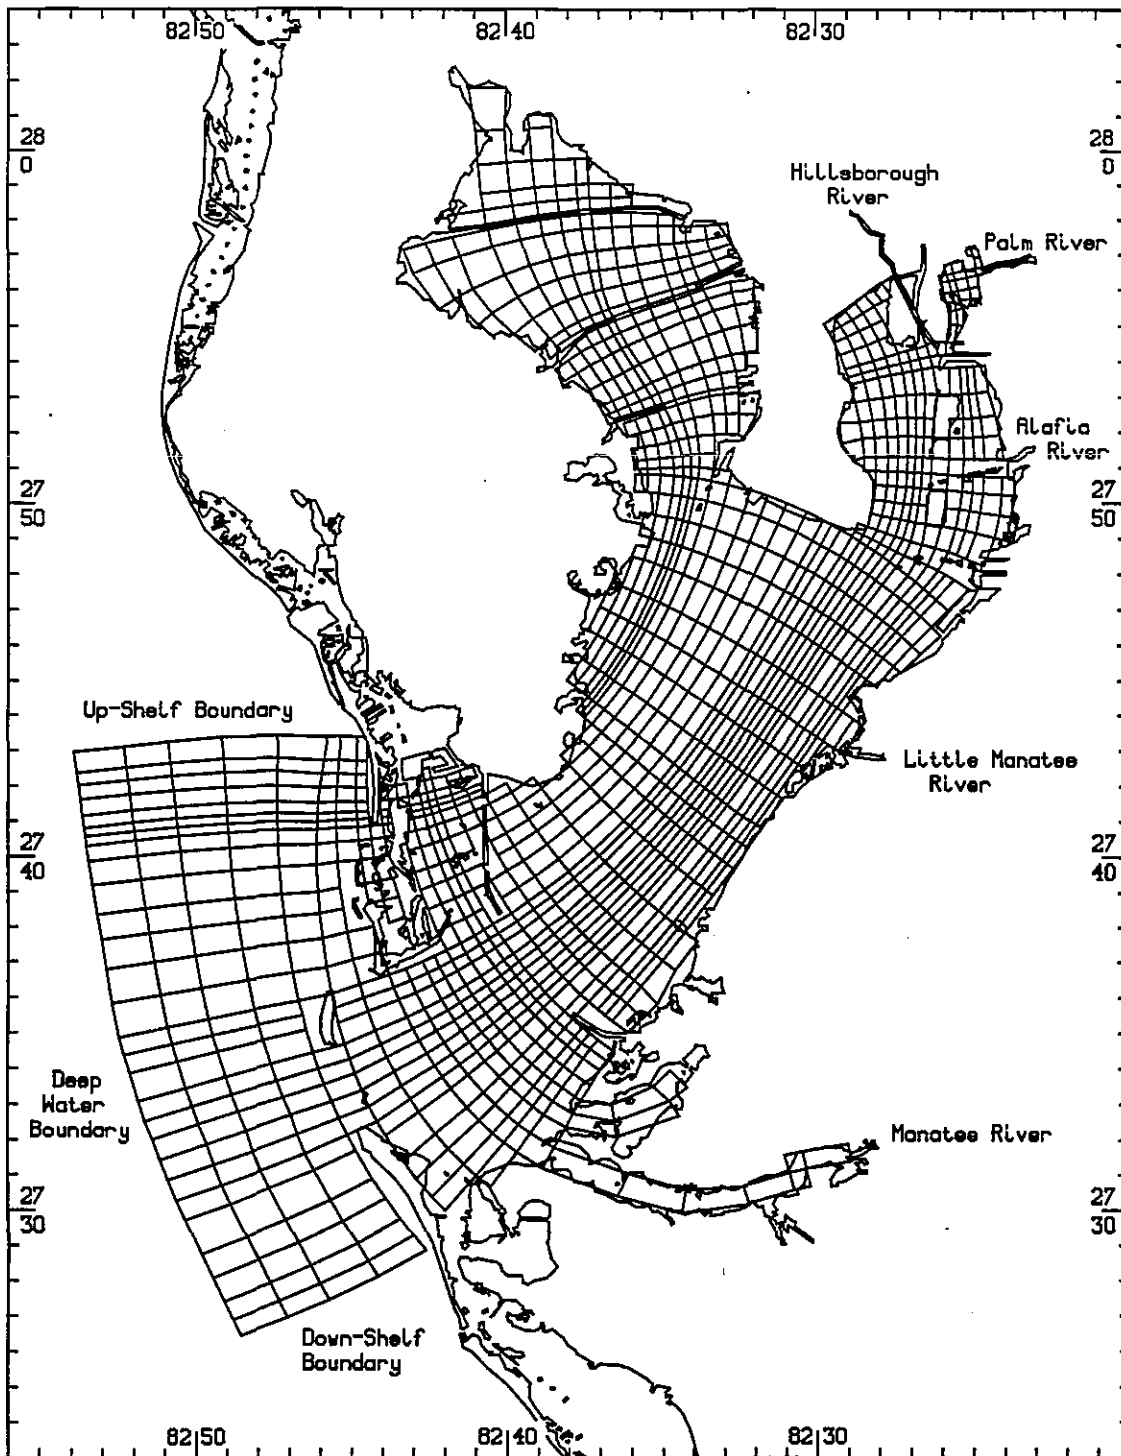 82 50
82 40
82 30
28
0
28
0
Hillsborough
River
Palm River
Alafia
River
27
50
27
50
Up-Shelf Boundary
Little Manatee
River
27
40
27
40
Deep
Water
Boundary
Manatee River
27
30
27
30
Down-Shelf
Boundary
82 50
82 40
82 30